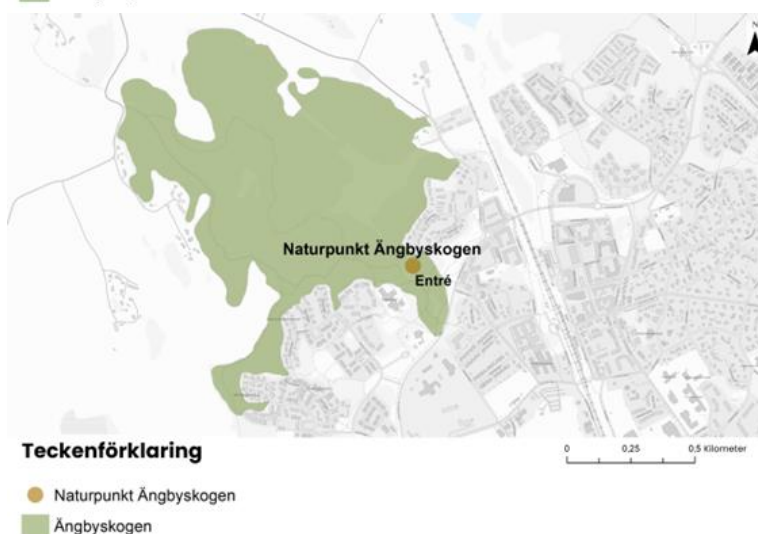 N
Naturpunkt Ängbyskogen
Entré
Teckenförklaring
0 0,25 0,5 Kilometer
Naturpunkt Ängbyskogen
Ängbyskogen